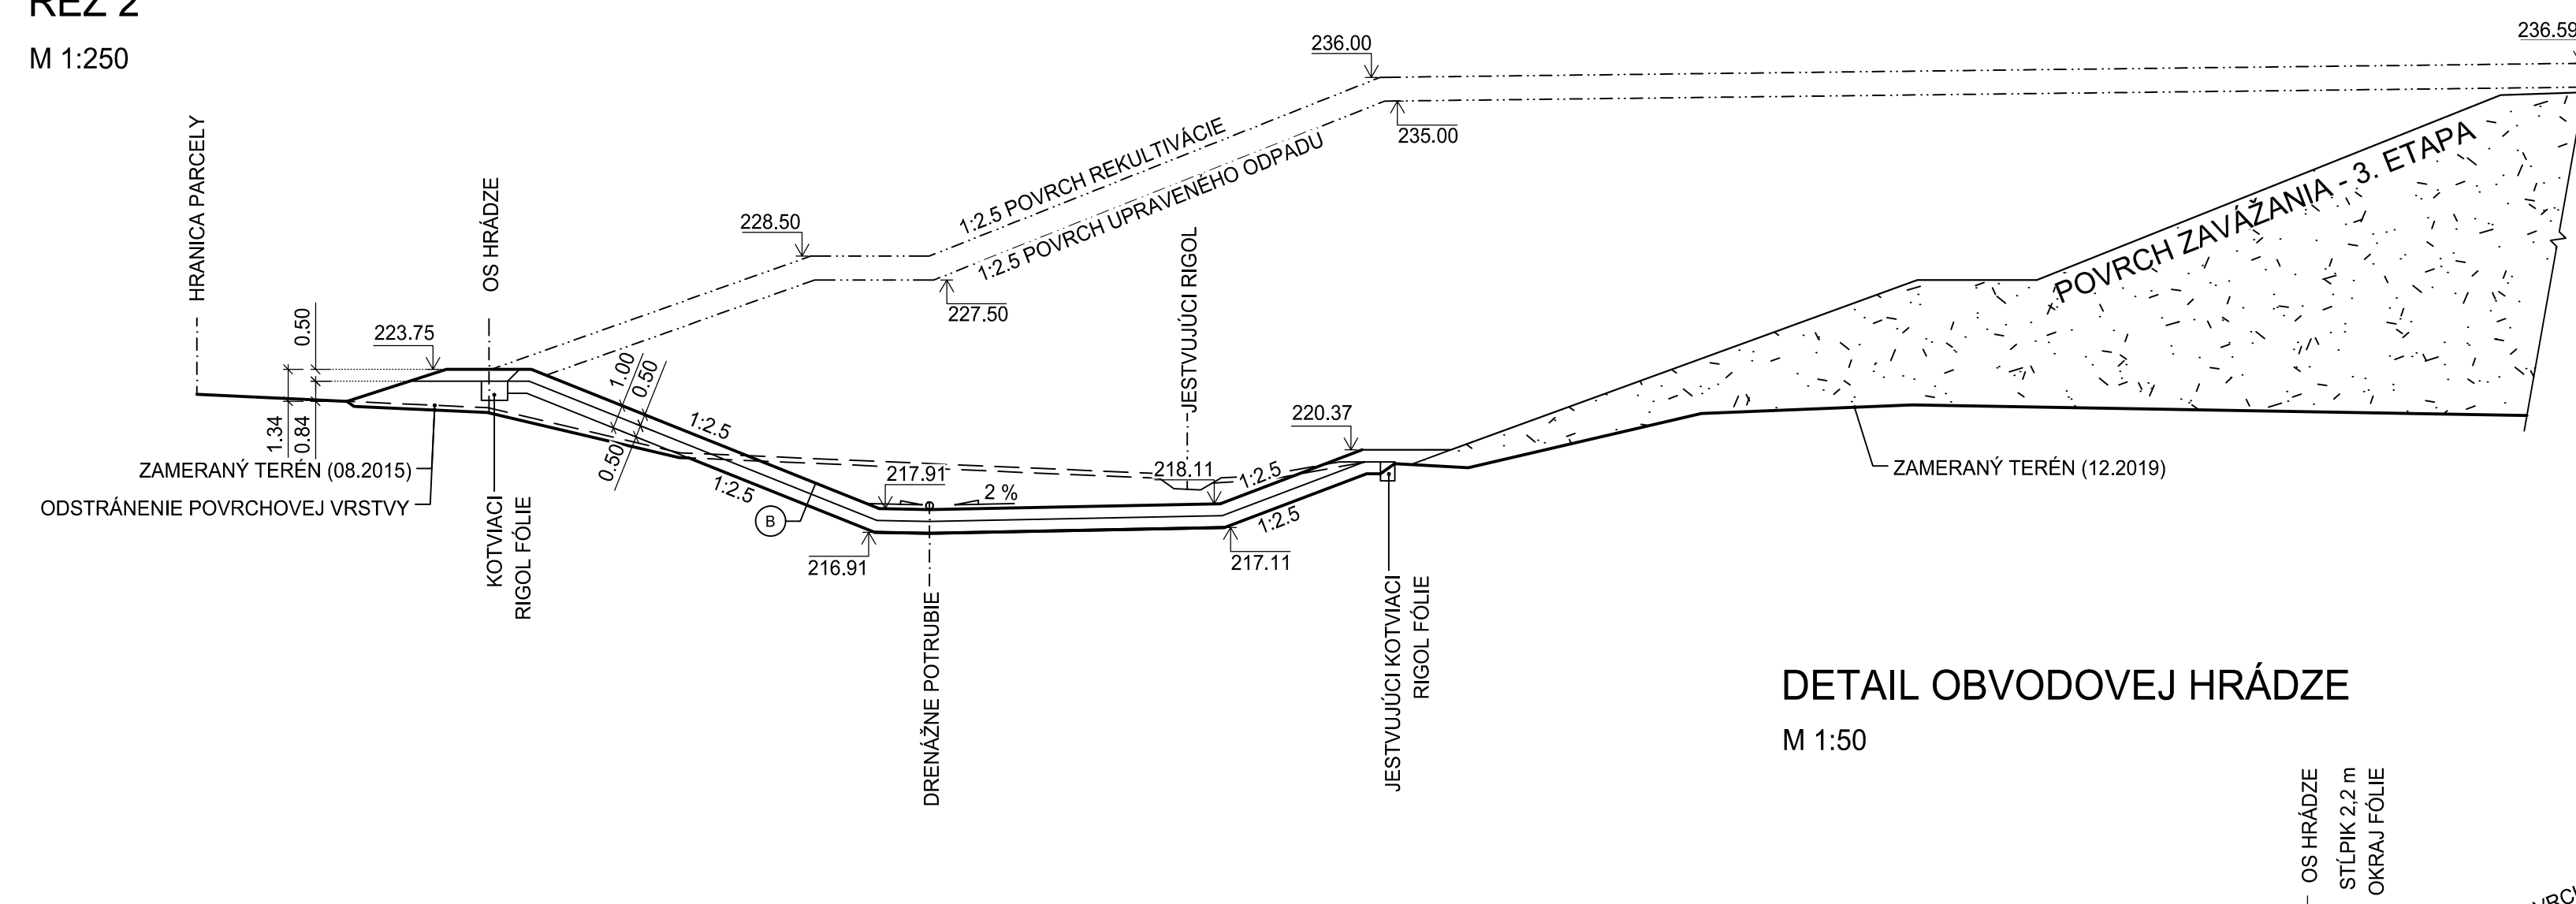 REZ 2
M 1:250
236.00
236.59
235.00
HRANICA PARCELY
OS HRÁDZE
228.50
1:2.5 POVRCH REKULTIVÁCIE
1:2.5 POVRCH UPRAVENÉHO ODPADU
227.50
JESTVUJÚCI RIGOL
POVRCH ZAVÁŽANIA - 3. ETAPA
0.50
223.75
1.34
0.84
1.00
0.50
0.50
1:2.5
1:2.5
220.37
217.91
218.11
1:2.5
2 %
1:2.5
ZAMERANÝ TERÉN (08.2015)
ODSTRÁNENIE POVRCHOVEJ VRSTVY
ZAMERANÝ TERÉN (12.2019)
B
216.91
217.11
KOTVIACI
RIGOL FÓLIE
DRENÁŽNE POTRUBIE
JESTVUJÚCI KOTVIACI
RIGOL FÓLIE
DETAIL OBVODOVEJ HRÁDZE
M 1:50
OS HRÁDZE
STĹPIK 2,2 m
OKRAJ FÓLIE